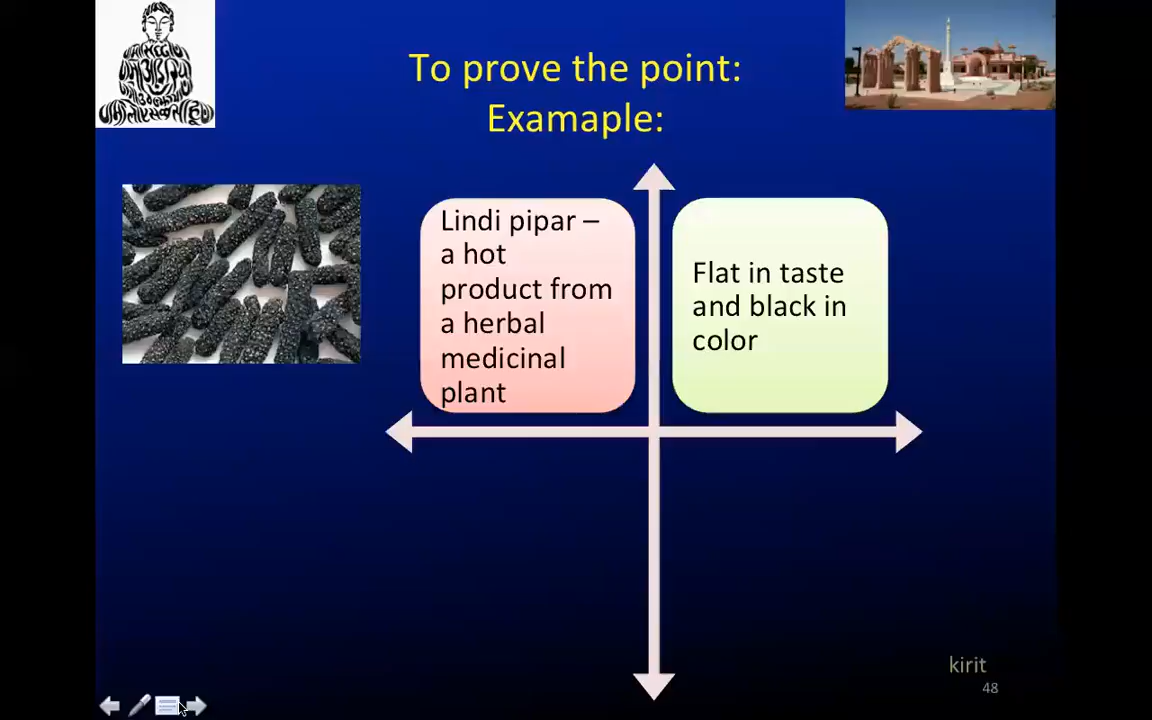 To prove the point:
Examaple:
Lindi pipar –
a hot
product from
a herbal
medicinal
plant
Flat in taste
and black in
color
kirit
48